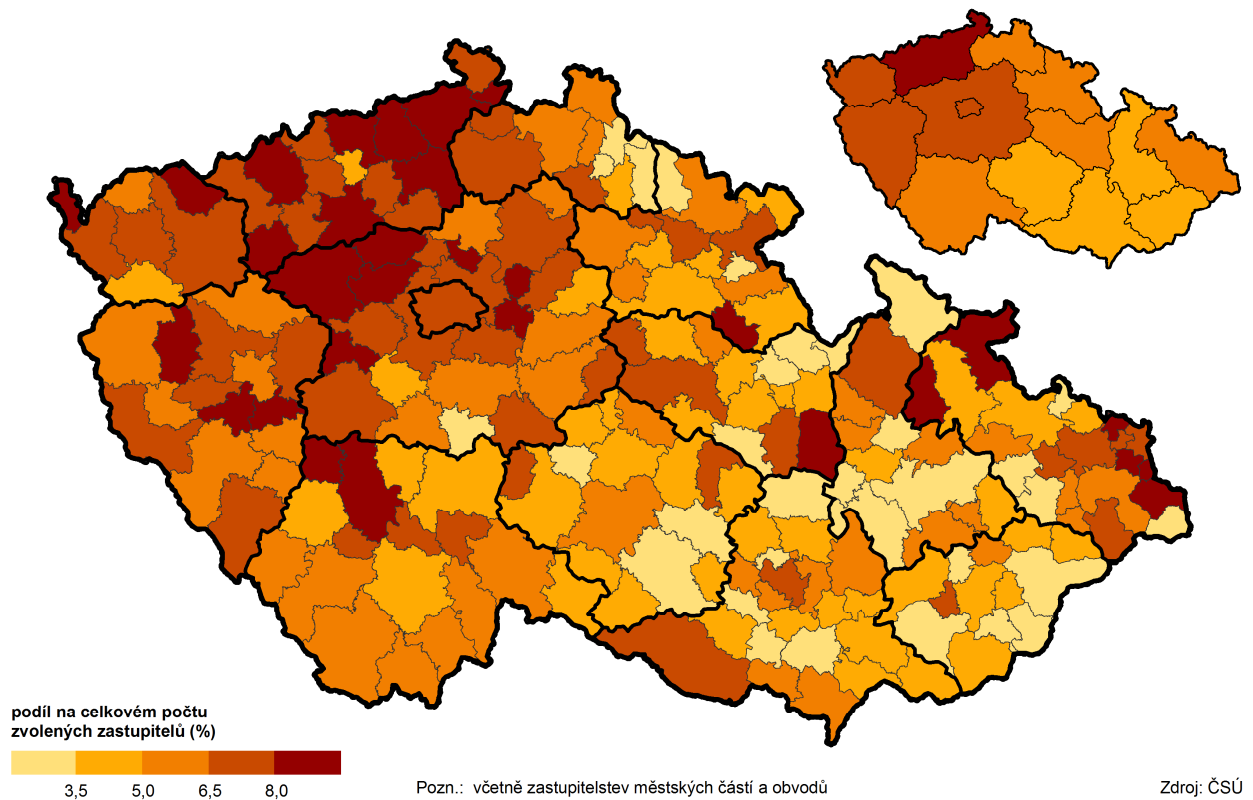 podíl na celkovém počtu
zvolených zastupitelů (%)
3,5 5,0 6,5 8,0
Pozn.: včetně zastupitelstev městských částí a obvodů
Zdroj: ČSÚ